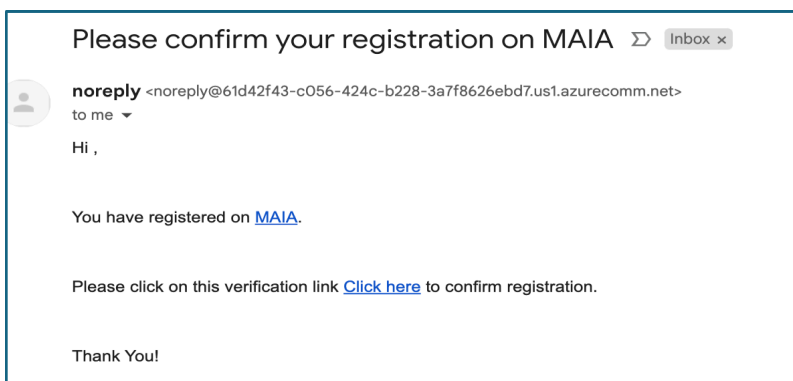 Please confirm your registration on MAIA Inbox ×
noreply <noreply@61d42f43-c056-424c-b228-3a7f8626ebd7.us1.azurecomm.net>
to me
Hi ,
You have registered on MAIA.
Please click on this verification link Click here to confirm registration.
Thank You!